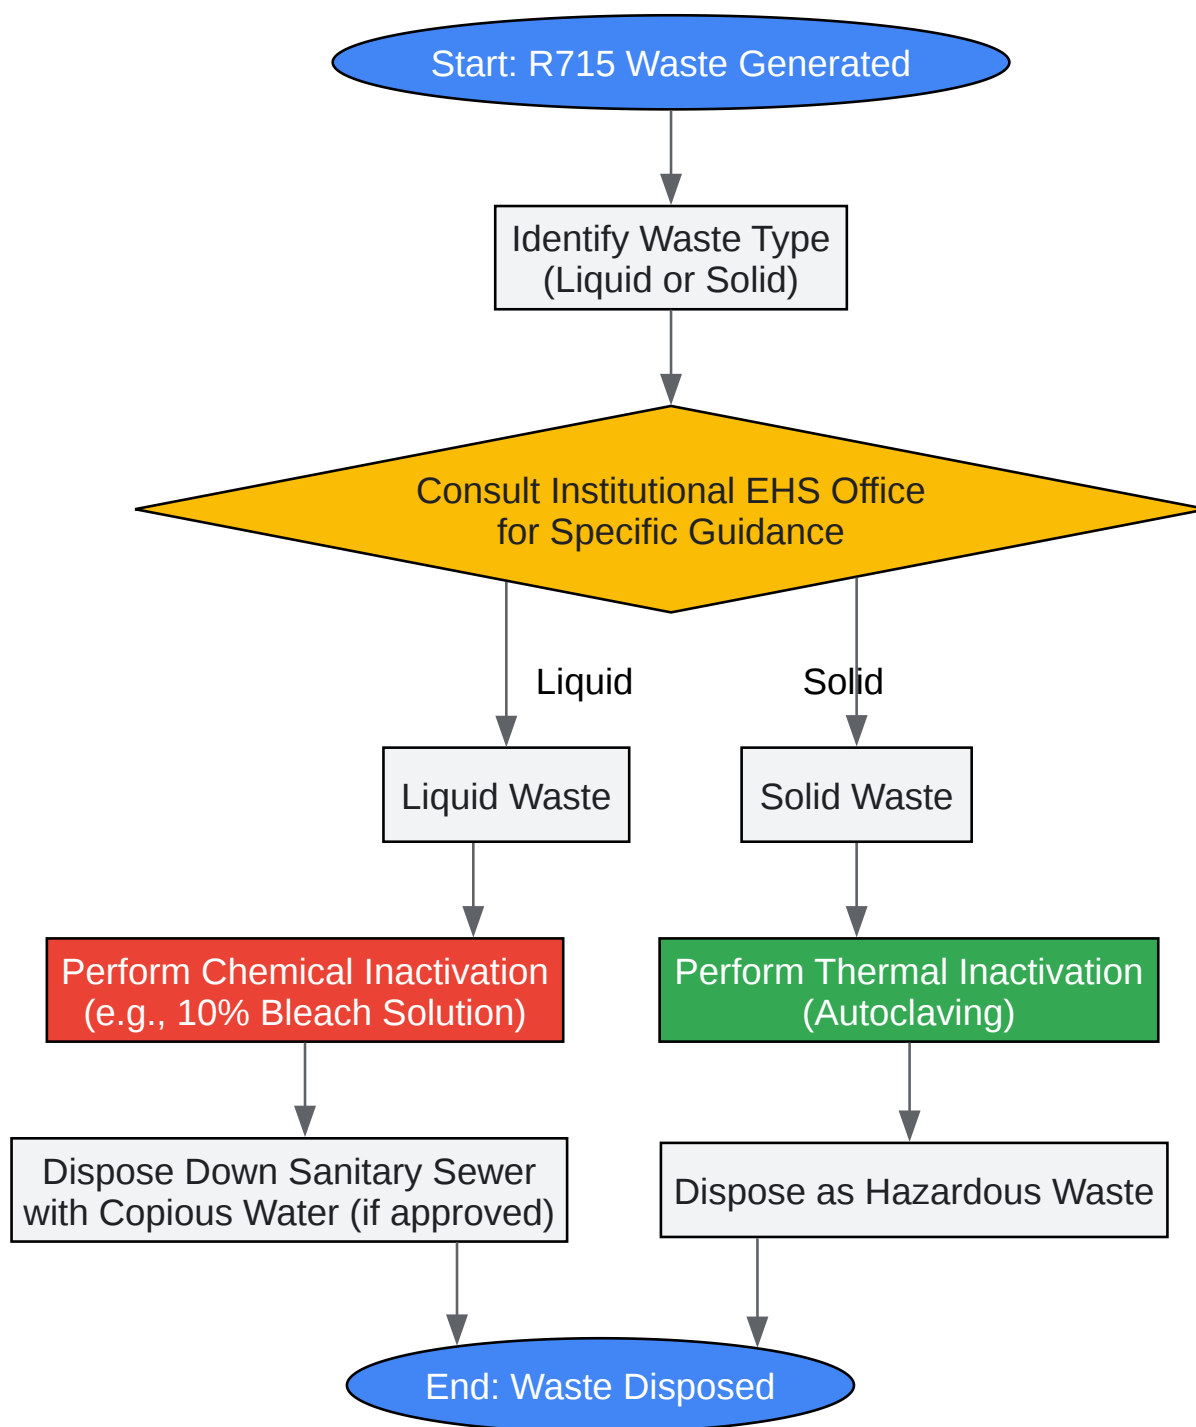 Start: R715 Waste Generated
Identify Waste Type
(Liquid or Solid)
Consult Institutional EHS Office
for Specific Guidance
Liquid
Solid
Liquid Waste
Solid Waste
Perform Chemical Inactivation
(e.g., 10% Bleach Solution)
Perform Thermal Inactivation
(Autoclaving)
Dispose Down Sanitary Sewer
with Copious Water (if approved)
Dispose as Hazardous Waste
End: Waste Disposed